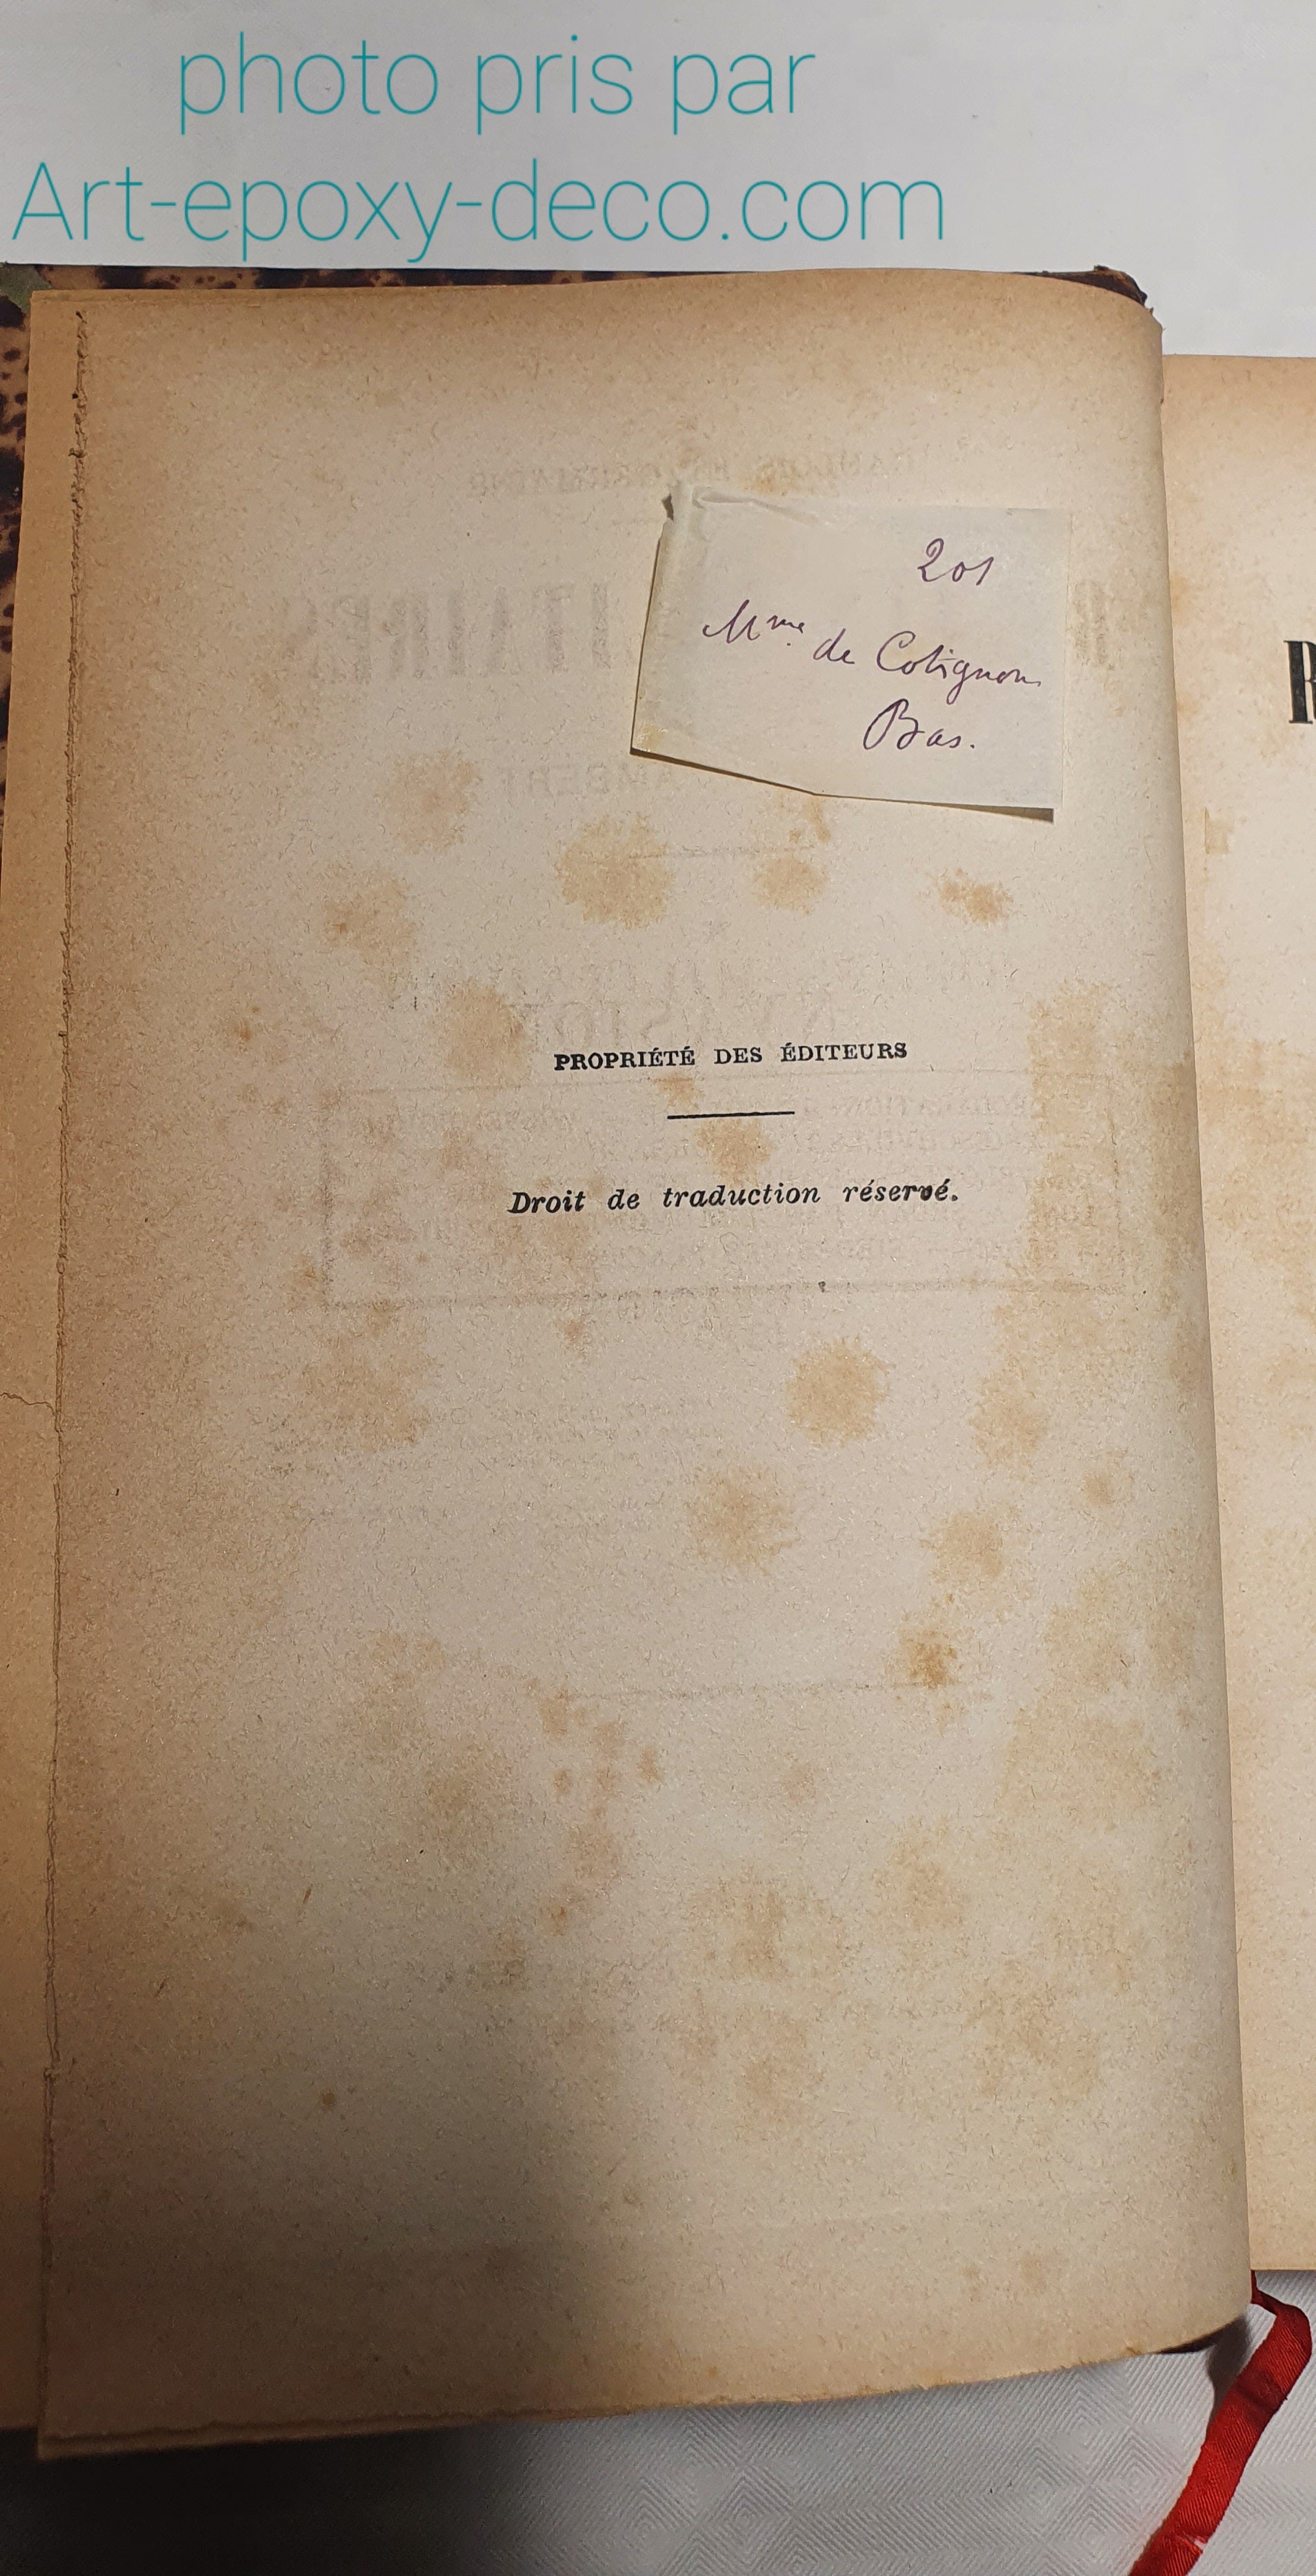 photo pris par
Art-epoxy-deco.com
201
Mme. de Cotignon
Bas.
PROPRIÉTÉ DES ÉDITEURS
Droit de traduction réservé.
R